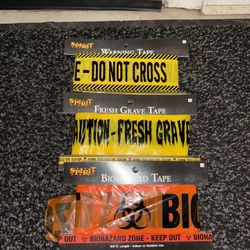 SPIRIT
WARNING TAPE
E - DO NOT CROSS
SPIRIT
FRESH GRAVE TAPE
AUTION - FRESH GRAVE
SPIRIT
BIOHAZARD TAPE
BIO
OUT BIOHAZARD ZONE - KEEP OUT BIOHA